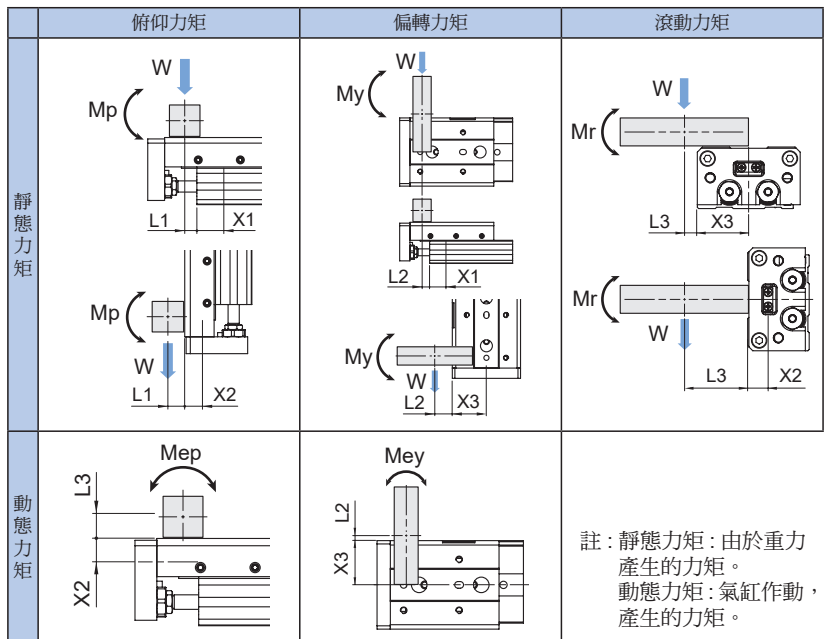 俯仰力矩
偏轉力矩
滾動力矩
靜態力矩
W
Mp
L1
X1
Mp
W
L1
X2
W
My
L2
X1
My
W
L2
X3
W
Mr
L3
X3
Mr
W
L3
X2
動態力矩
Mep
L3
X2
Mey
L2
X3
註：靜態力矩：由於重力
產生的力矩。
動態力矩：氣缸作動，
產生的力矩。